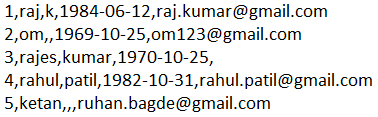 1,raj,k,1984-06-12,raj.kumar@gmail.com
2,om,,1969-10-25,om123@gmail.com
3,rajes,kumar,1970-10-25,
4,rahul,patil,1982-10-31,rahul.patil@gmail.com
5,ketan,,,ruhan.bagde@gmail.com